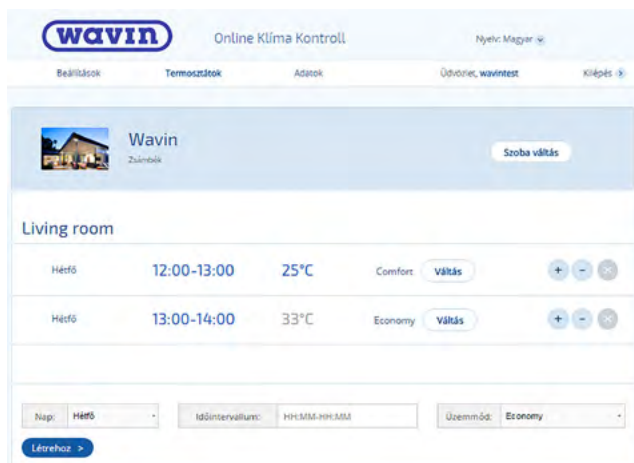 wavin Online Klíma Kontroll Nyelv: Magyar
Beállítások Termosztátok Adatok Üdvözlet, wavintest Kilépés
Wavin
Zsámbék
Szoba váltás
Living room
Hétfő 12:00-13:00 25°C Comfort Váltás + -
Hétfő 13:00-14:00 33°C Economy Váltás + -
Nap: Hétfő Időintervallum: HH:MM-HH:MM Üzemmód: Economy
Létrehoz >